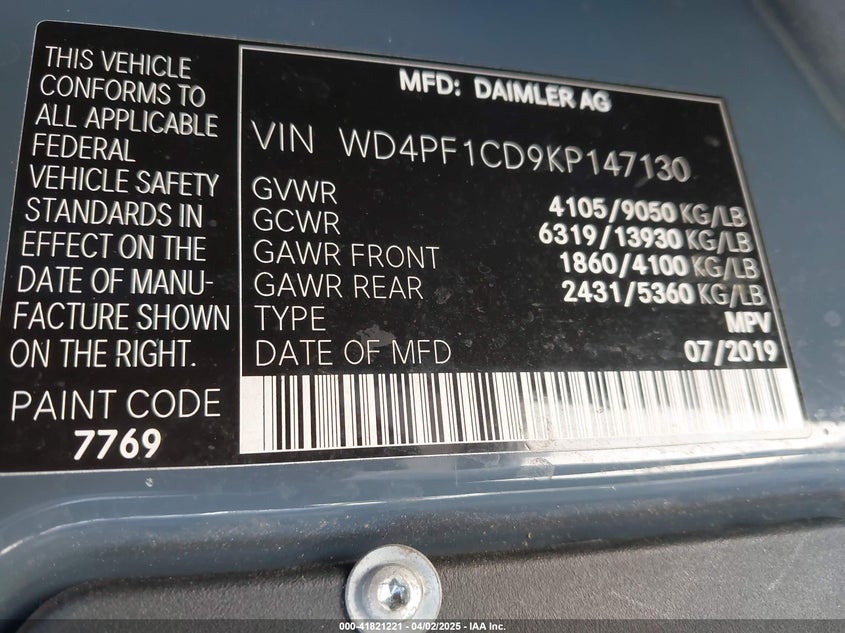 THIS VEHICLE
CONFORMS TO
ALL APPLICABLE
FEDERAL
VEHICLE SAFETY
STANDARDS IN
EFFECT ON THE
DATE OF MANU-
FACTURE SHOWN
ON THE RIGHT.
PAINT CODE
7769
MFD: DAIMLER AG
VIN WD4PF1CD9KP147130
GVWR 4105/9050 KG/LB
GCWR 6319/13930 KG/LB
GAWR FRONT 1860/4100 KG/LB
GAWR REAR 2431/5360 KG/LB
TYPE MPV
DATE OF MFD 07/2019
000-41821221 - 04/02/2025 - IAA Inc.